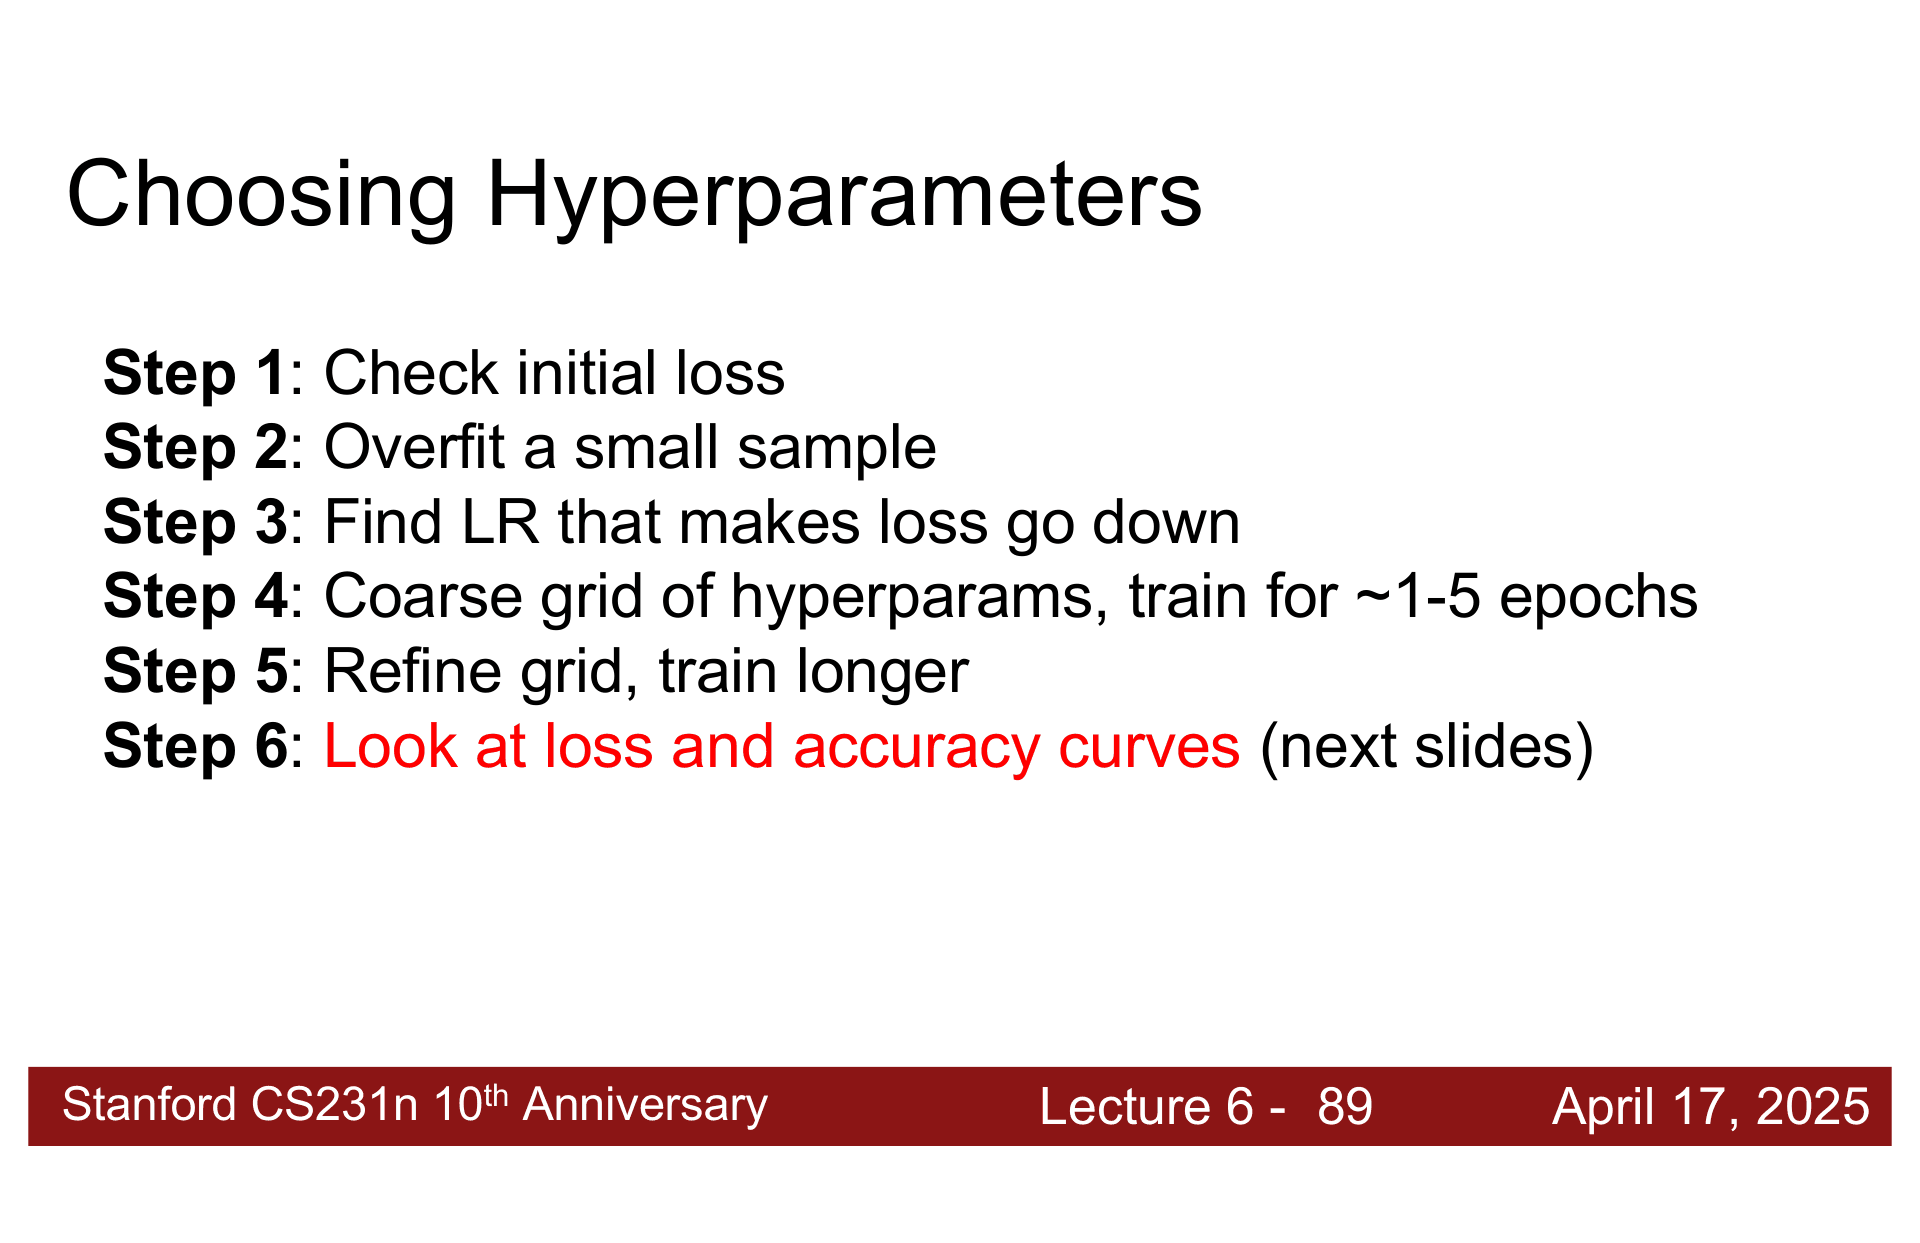 Choosing Hyperparameters
Step 1: Check initial loss
Step 2: Overfit a small sample
Step 3: Find LR that makes loss go down
Step 4: Coarse grid of hyperparams, train for ~1-5 epochs
Step 5: Refine grid, train longer
Step 6: Look at loss and accuracy curves (next slides)
Stanford CS231n 10th Anniversary
Lecture 6 - 89
April 17, 2025